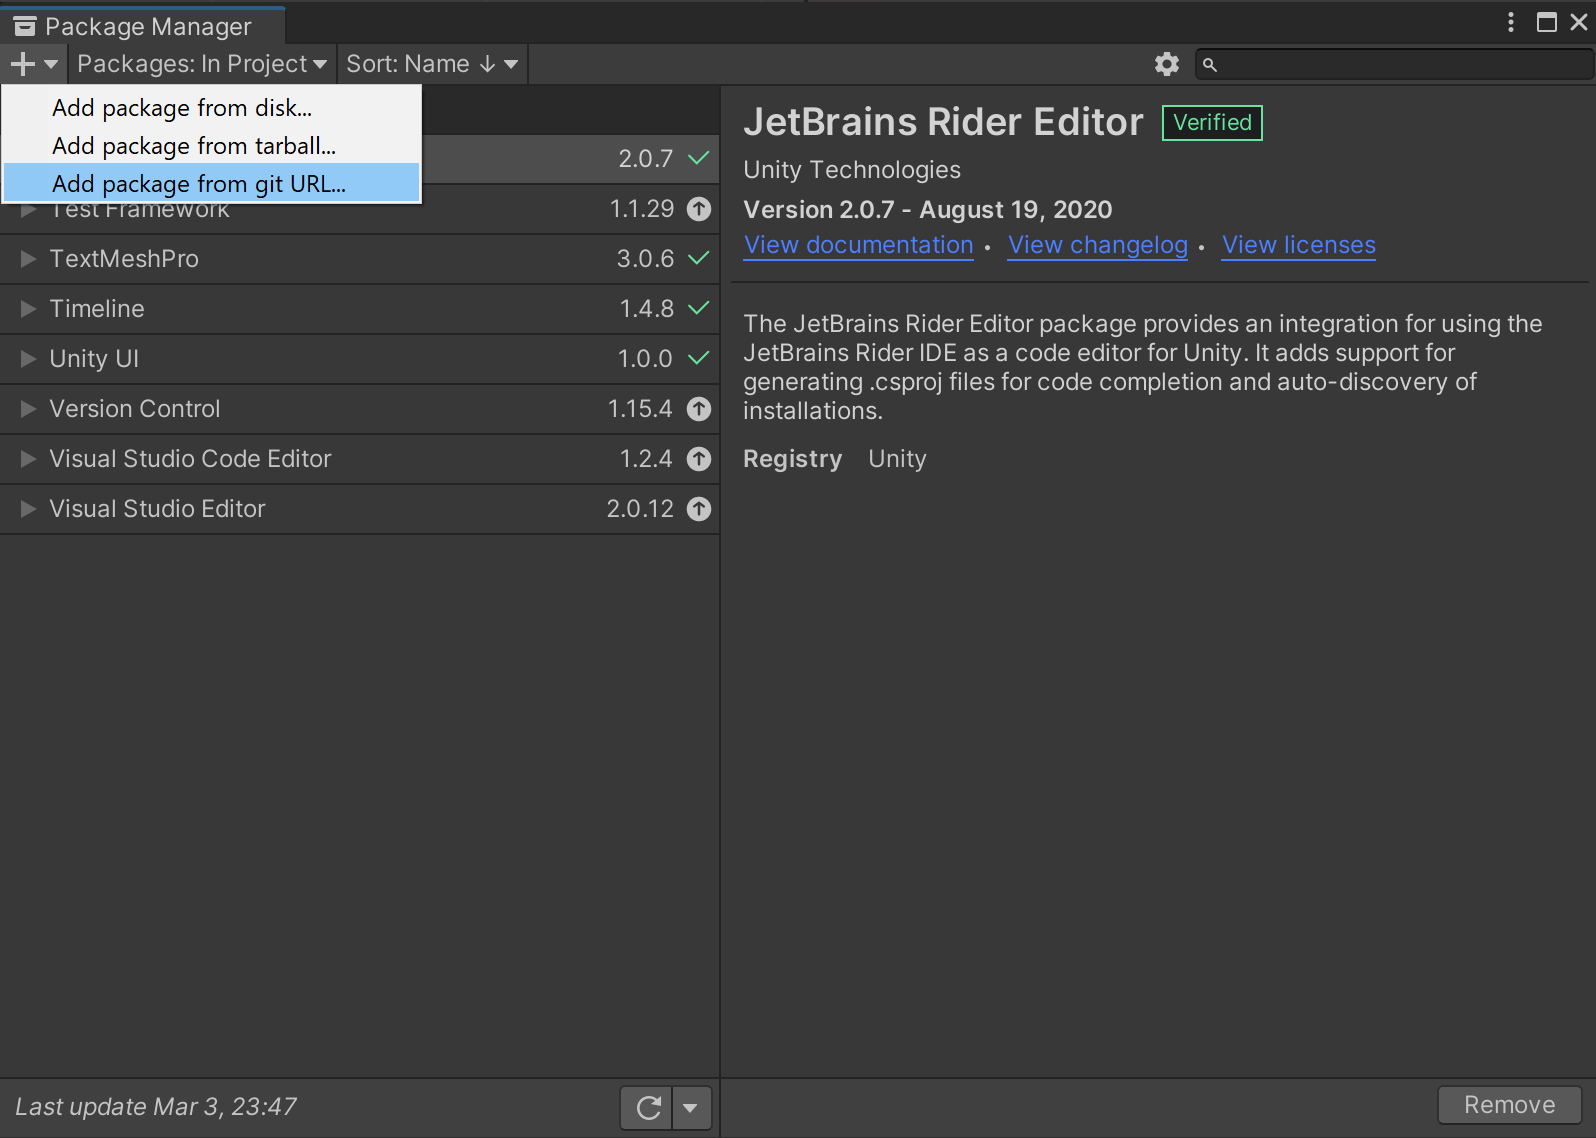 Package Manager
Packages: In Project
Sort: Name ↓
Add package from disk...
Add package from tarball...
Add package from git URL...
2.0.7
Test Framework 1.1.29
TextMeshPro 3.0.6
Timeline 1.4.8
Unity UI 1.0.0
Version Control 1.15.4
Visual Studio Code Editor 1.2.4
Visual Studio Editor 2.0.12
Last update Mar 3, 23:47
JetBrains Rider Editor Verified
Unity Technologies
Version 2.0.7 - August 19, 2020
View documentation • View changelog • View licenses
The JetBrains Rider Editor package provides an integration for using the
JetBrains Rider IDE as a code editor for Unity. It adds support for
generating .csproj files for code completion and auto-discovery of
installations.
Registry Unity
Remove